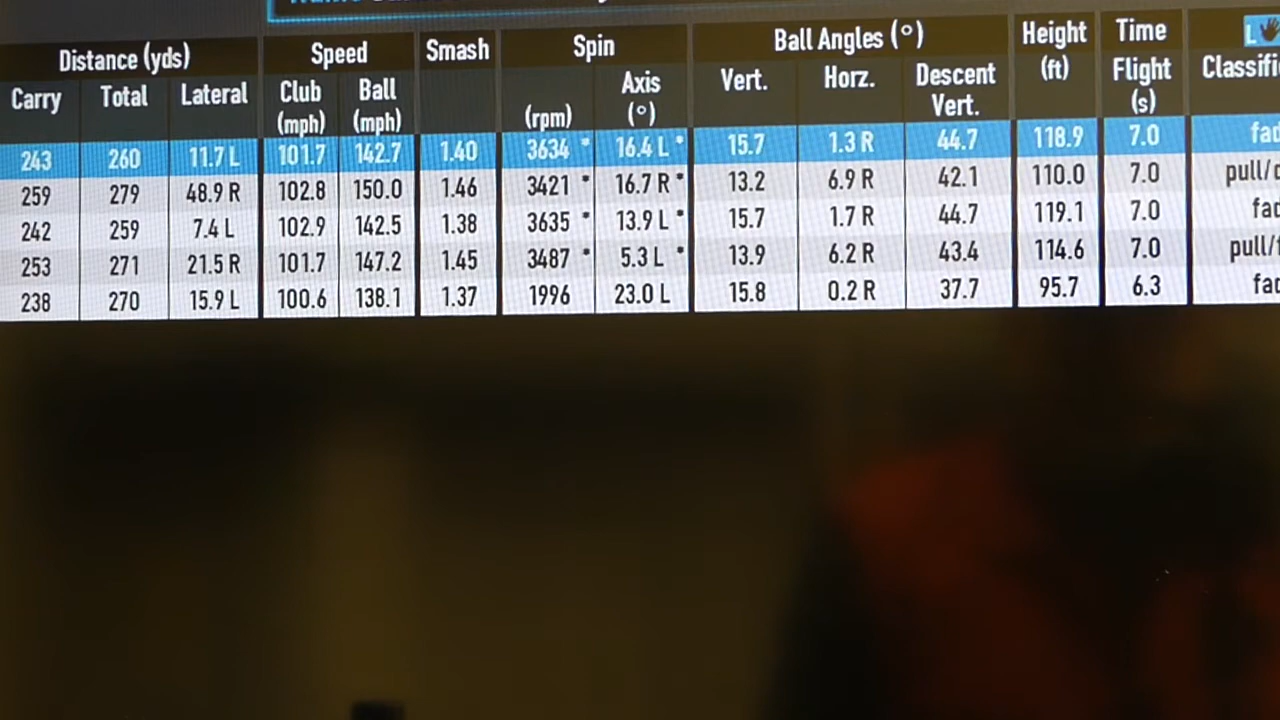 Distance (yds) Speed Smash Spin Ball Angles (°) Height (ft) Time Flight (s) L
Carry Total Lateral Club (mph) Ball (mph) (rpm) Axis (°) Vert. Horz. Descent Vert.
243 260 11.7 L 101.7 142.7 1.40 3634 * 16.4 L * 15.7 1.3 R 44.7 118.9 7.0
259 279 48.9 R 102.8 150.0 1.46 3421 * 16.7 R * 13.2 6.9 R 42.1 110.0 7.0 pull/
242 259 7.4 L 102.9 142.5 1.38 3635 * 13.9 L * 15.7 1.7 R 44.7 119.1 7.0
253 271 21.5 R 101.7 147.2 1.45 3487 * 5.3 L * 13.9 6.2 R 43.4 114.6 7.0 pull/
238 270 15.9 L 100.6 138.1 1.37 1996 23.0 L 15.8 0.2 R 37.7 95.7 6.3